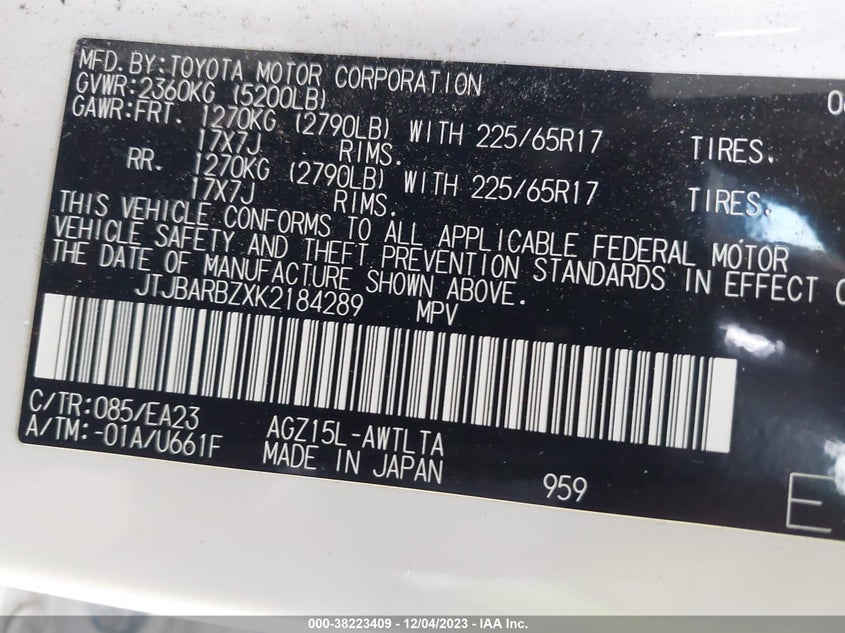 MFD. BY: TOYOTA MOTOR CORPORATION
GVWR: 2360KG (5200LB)
GAWR: FRT. 1270KG (2790LB) WITH 225/65R17 TIRES.
17X7J RIMS.
RR. 1270KG (2790LB) WITH 225/65R17 TIRES.
17X7J RIMS.
THIS VEHICLE CONFORMS TO ALL APPLICABLE FEDERAL MOTOR
VEHICLE SAFETY AND THEFT PREVENTION STANDARDS IN EFFECT
THE DATE OF MANUFACTURE SHOWN ABOVE.
JTJBARBZXK2184289 MPV
C/TR: 085/EA23
A/TM: -01A/U661F
AGZ15L-AWTLTA
MADE IN JAPAN
959
E
000-38223409 - 12/04/2023 - IAA Inc.